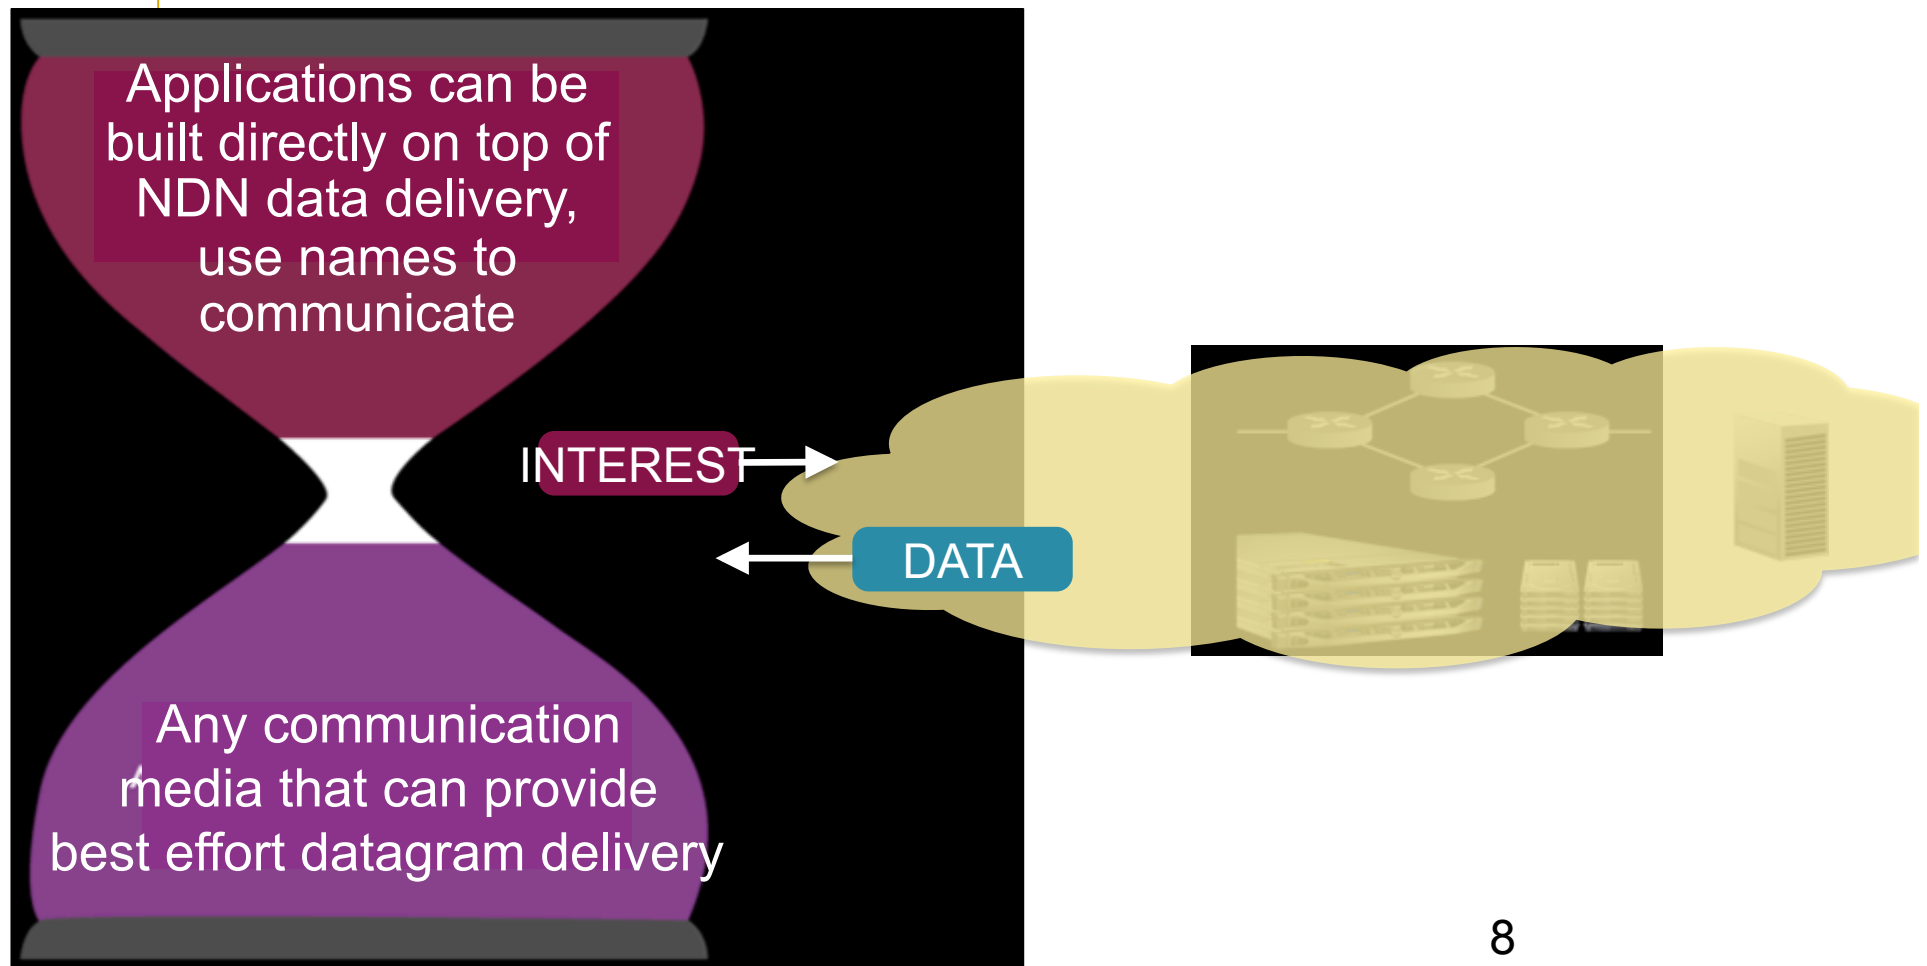 Applications can be
built directly on top of
NDN data delivery,
use names to
communicate
INTEREST
DATA
Any communication
media that can provide
best effort datagram delivery
8